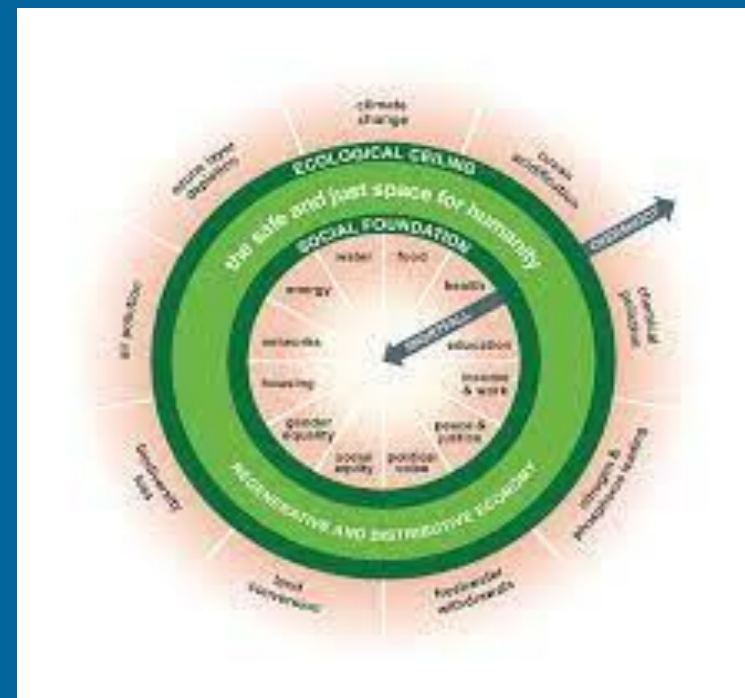 climate
change
ocean
acidification
chemical
pollution
nitrogen &
phosphorus loading
freshwater
withdrawals
land
conversion
biodiversity
loss
air pollution
ozone layer
depletion
ECOLOGICAL CEILING
the safe and just space for humanity
SOCIAL FOUNDATION
OVERSHOOT
SHORTFALL
water
food
health
education
income
& work
peace &
justice
political
voice
social
equity
gender
equality
housing
networks
energy
REGENERATIVE AND DISTRIBUTIVE ECONOMY